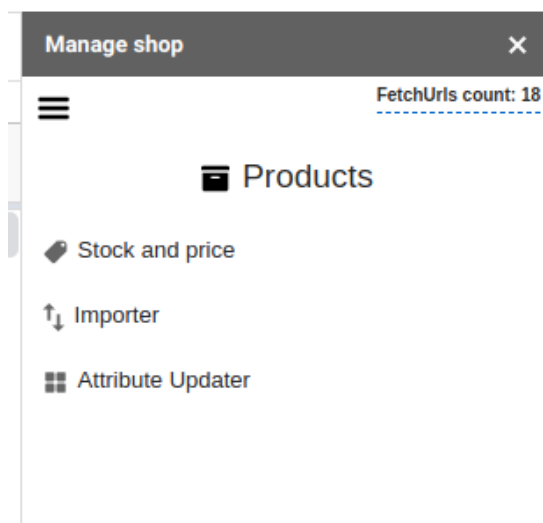 Manage shop
FetchUrls count: 18
Products
Stock and price
Importer
Attribute Updater